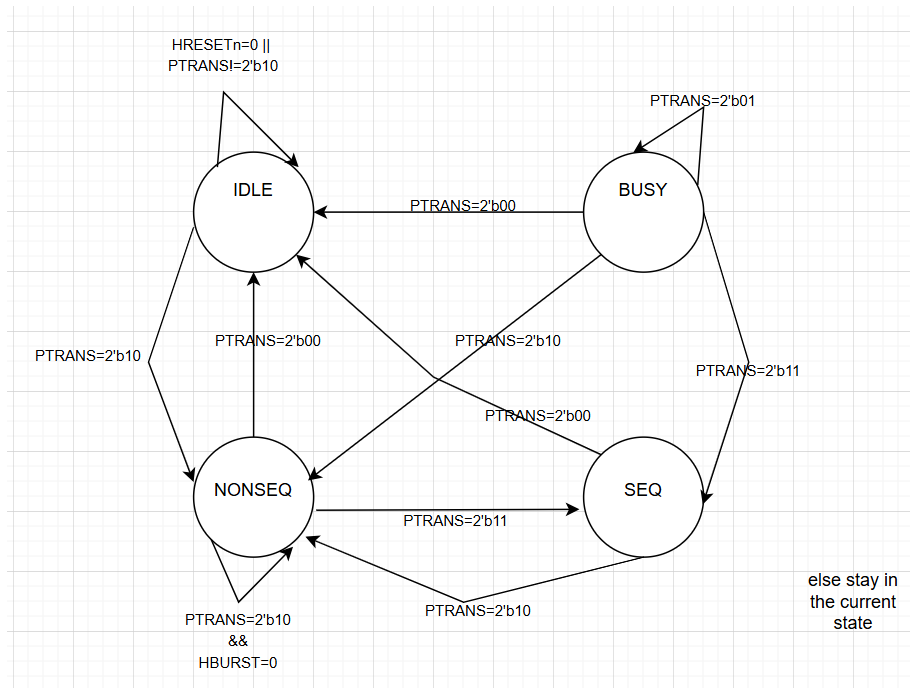 HRESETn=0 ||
PTRANS!=2'b10
PTRANS=2'b01
IDLE
BUSY
PTRANS=2'b00
PTRANS=2'b00
PTRANS=2'b10
PTRANS=2'b10
PTRANS=2'b11
PTRANS=2'b00
NONSEQ
SEQ
PTRANS=2'b11
PTRANS=2'b10
PTRANS=2'b10
&&
HBURST=0
else stay in
the current
state